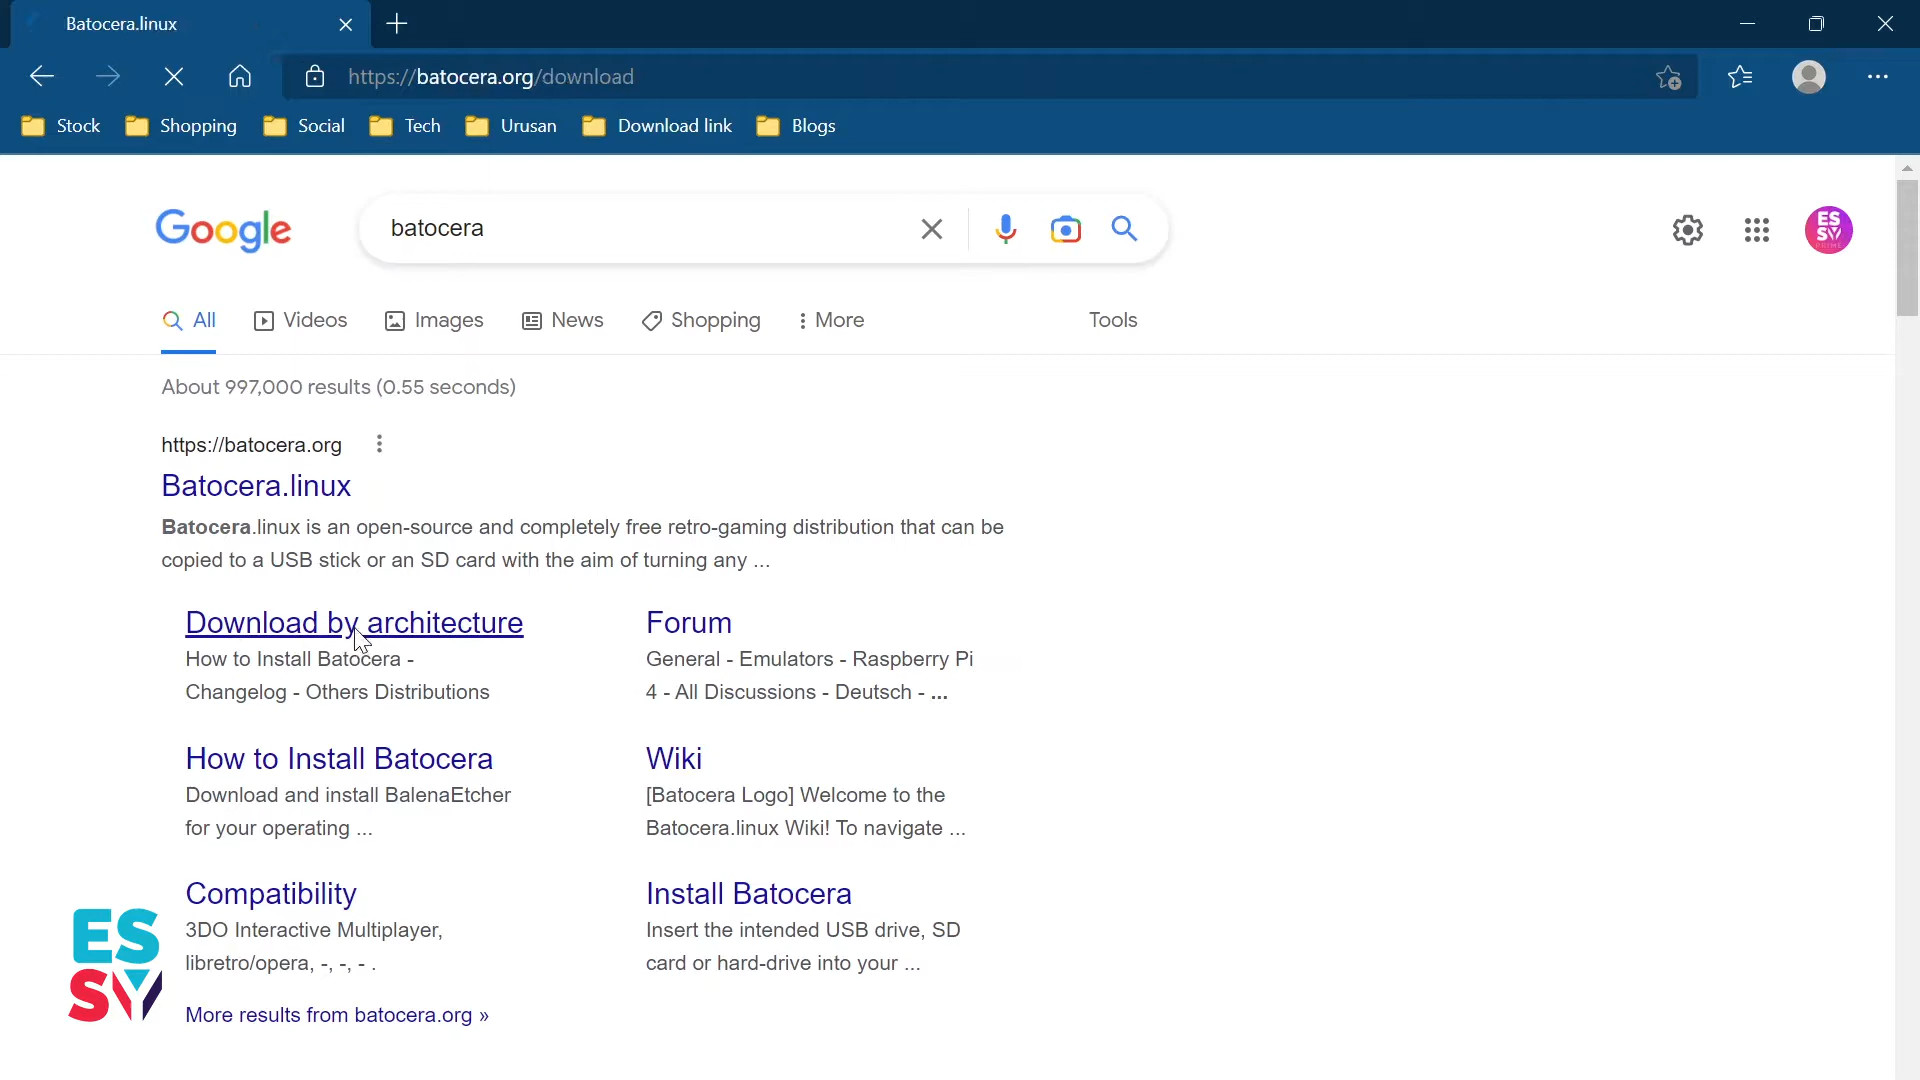 Batocera.linux
https://batocera.org/download
Stock Shopping Social Tech Urusan Download link Blogs
Google batocera
ES
SY
PRIME
All Videos Images News Shopping More Tools
About 997,000 results (0.55 seconds)
https://batocera.org
Batocera.linux
Batocera.linux is an open-source and completely free retro-gaming distribution that can be
copied to a USB stick or an SD card with the aim of turning any ...
Download by architecture
How to Install Batocera -
Changelog - Others Distributions
Forum
General - Emulators - Raspberry Pi
4 - All Discussions - Deutsch - ...
How to Install Batocera
Download and install BalenaEtcher
for your operating ...
Wiki
[Batocera Logo] Welcome to the
Batocera.linux Wiki! To navigate ...
Compatibility
3DO Interactive Multiplayer,
libretro/opera, -, -, - .
Install Batocera
Insert the intended USB drive, SD
card or hard-drive into your ...
More results from batocera.org »
ES
SY